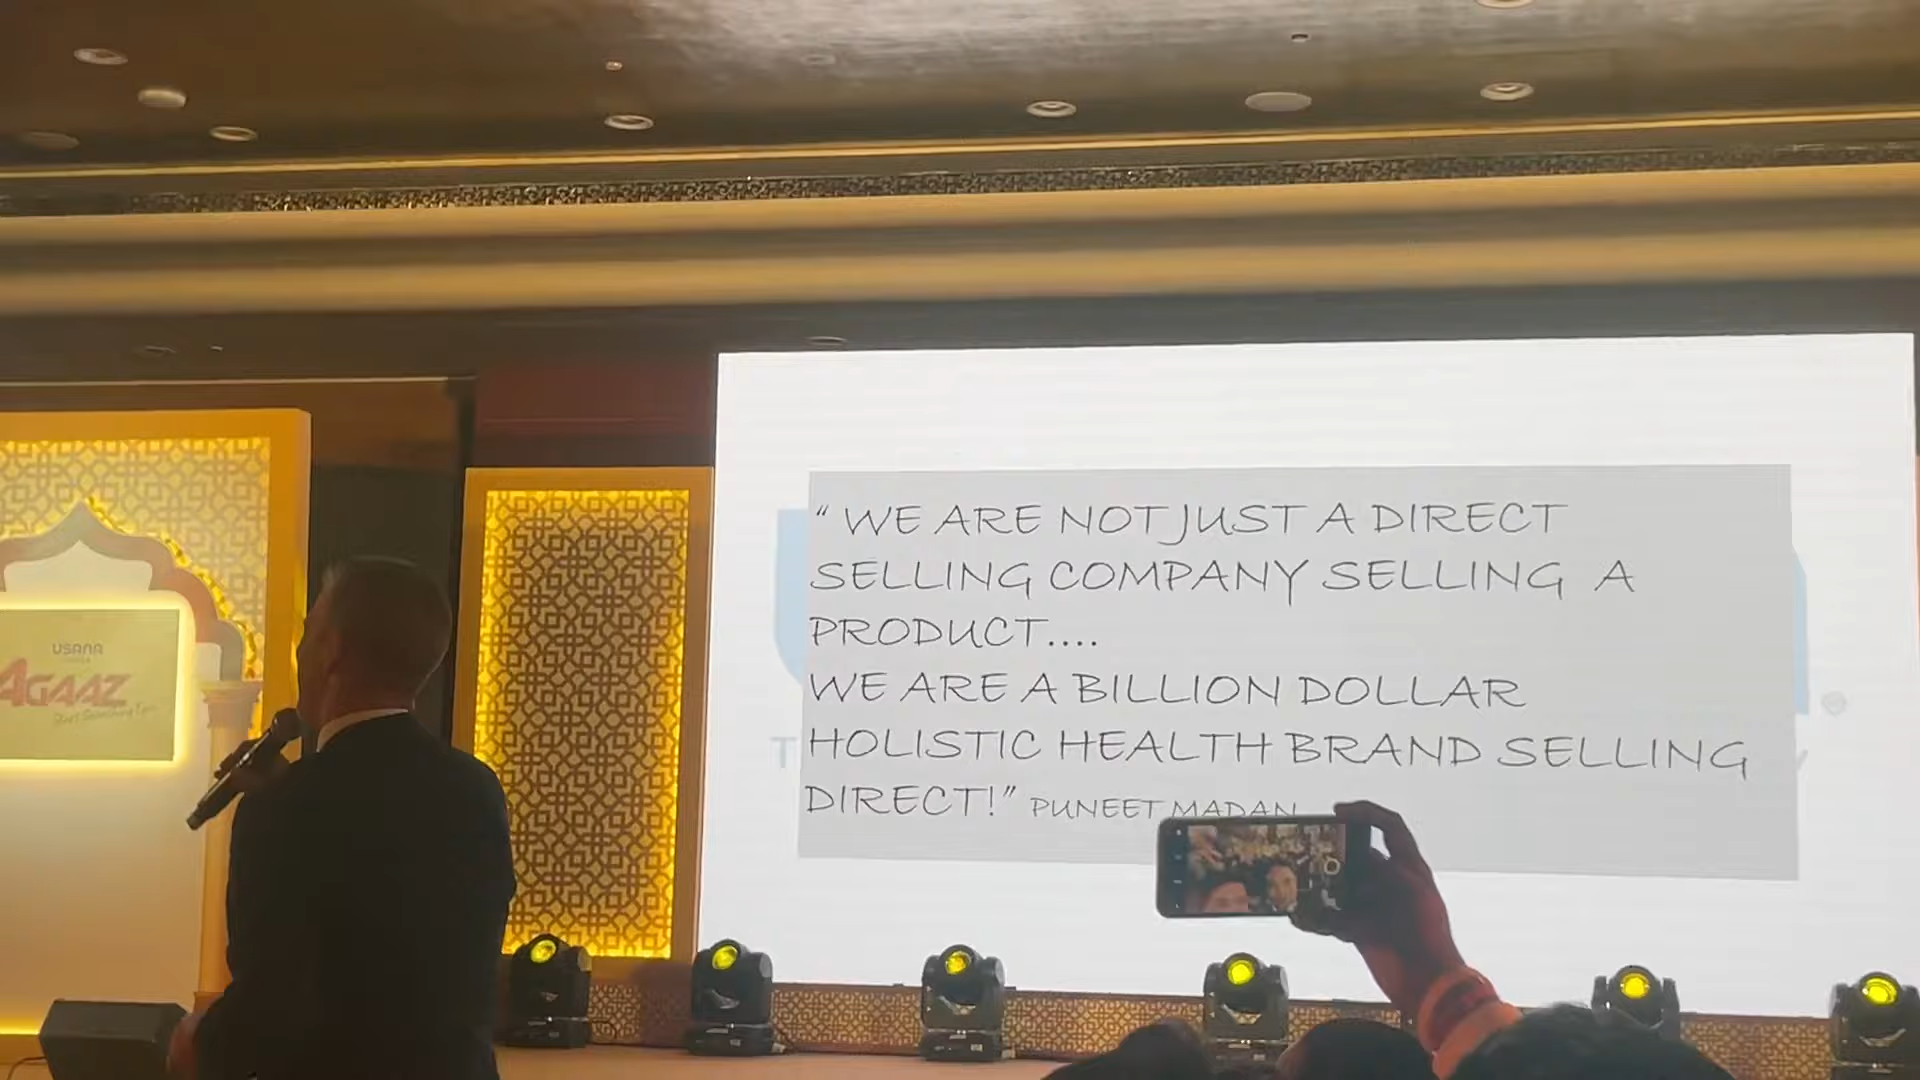 USANA
AGAAZ
“ WE ARE NOT JUST A DIRECT
SELLING COMPANY SELLING A
PRODUCT....
WE ARE A BILLION DOLLAR
HOLISTIC HEALTH BRAND SELLING
DIRECT!” PUNEET MADAN